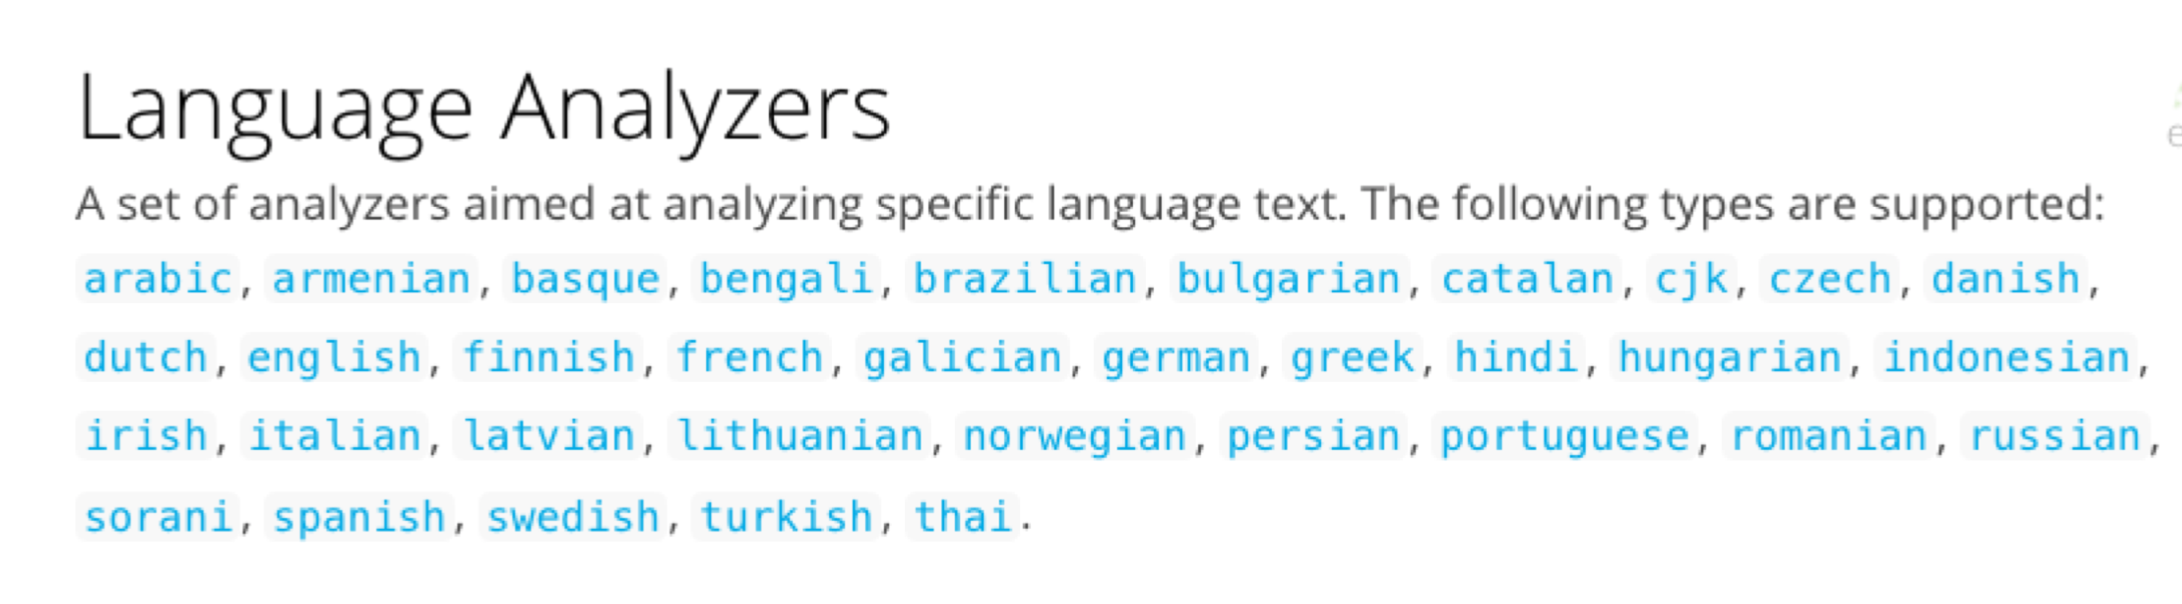 Language Analyzers
A set of analyzers aimed at analyzing specific language text. The following types are supported:
arabic, armenian, basque, bengali, brazilian, bulgarian, catalan, cjk, czech, danish,
dutch, english, finnish, french, galician, german, greek, hindi, hungarian, indonesian,
irish, italian, latvian, lithuanian, norwegian, persian, portuguese, romanian, russian,
sorani, spanish, swedish, turkish, thai.